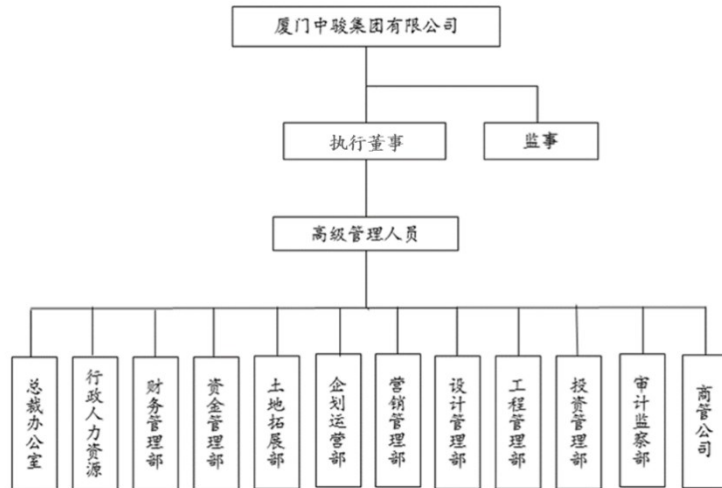 厦门中骏集团有限公司
执行董事
监事
高级管理人员
总裁办公室
行政人力资源
财务管理部
资金管理部
土地拓展部
企划运营部
营销管理部
设计管理部
工程管理部
投资管理部
审计监察部
商管公司